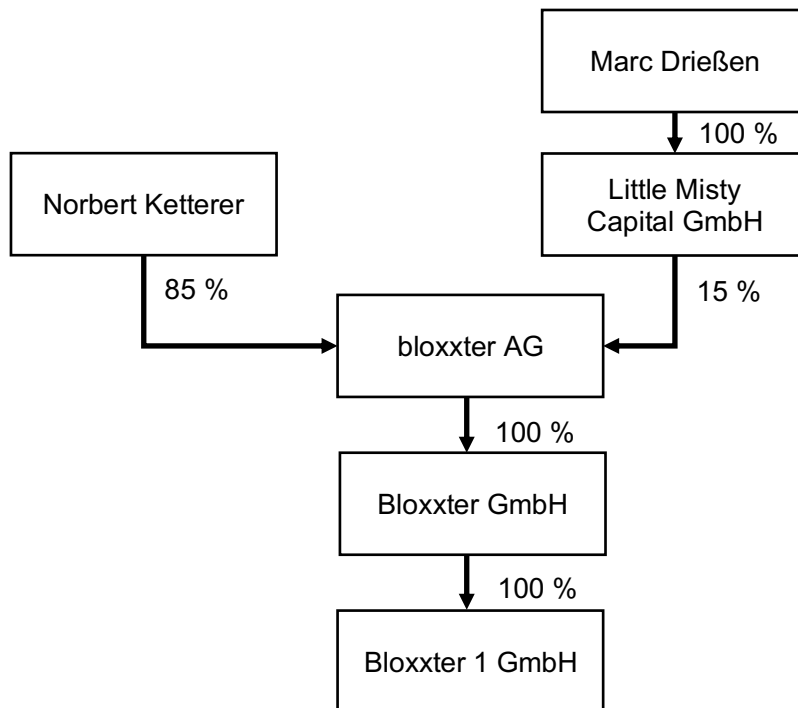 Marc Drießen
100 %
Norbert Ketterer
Little Misty
Capital GmbH
85 %
15 %
bloxxter AG
100 %
Bloxxter GmbH
100 %
Bloxxter 1 GmbH